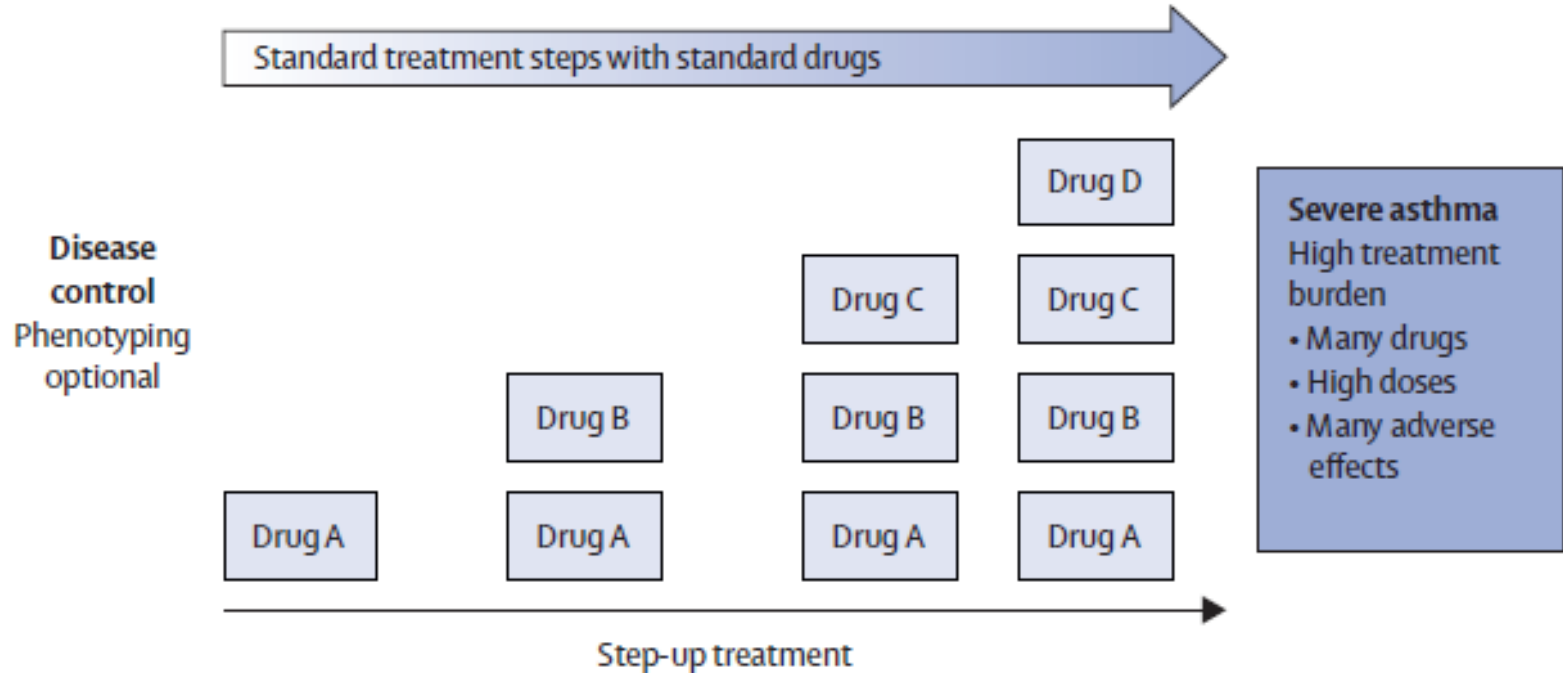 Standard treatment steps with standard drugs
Disease
control
Phenotyping
optional
Drug D
Drug C
Drug C
Drug B
Drug B
Drug B
Drug A
Drug A
Drug A
Drug A
Step-up treatment
Severe asthma
High treatment
burden
• Many drugs
• High doses
• Many adverse
effects